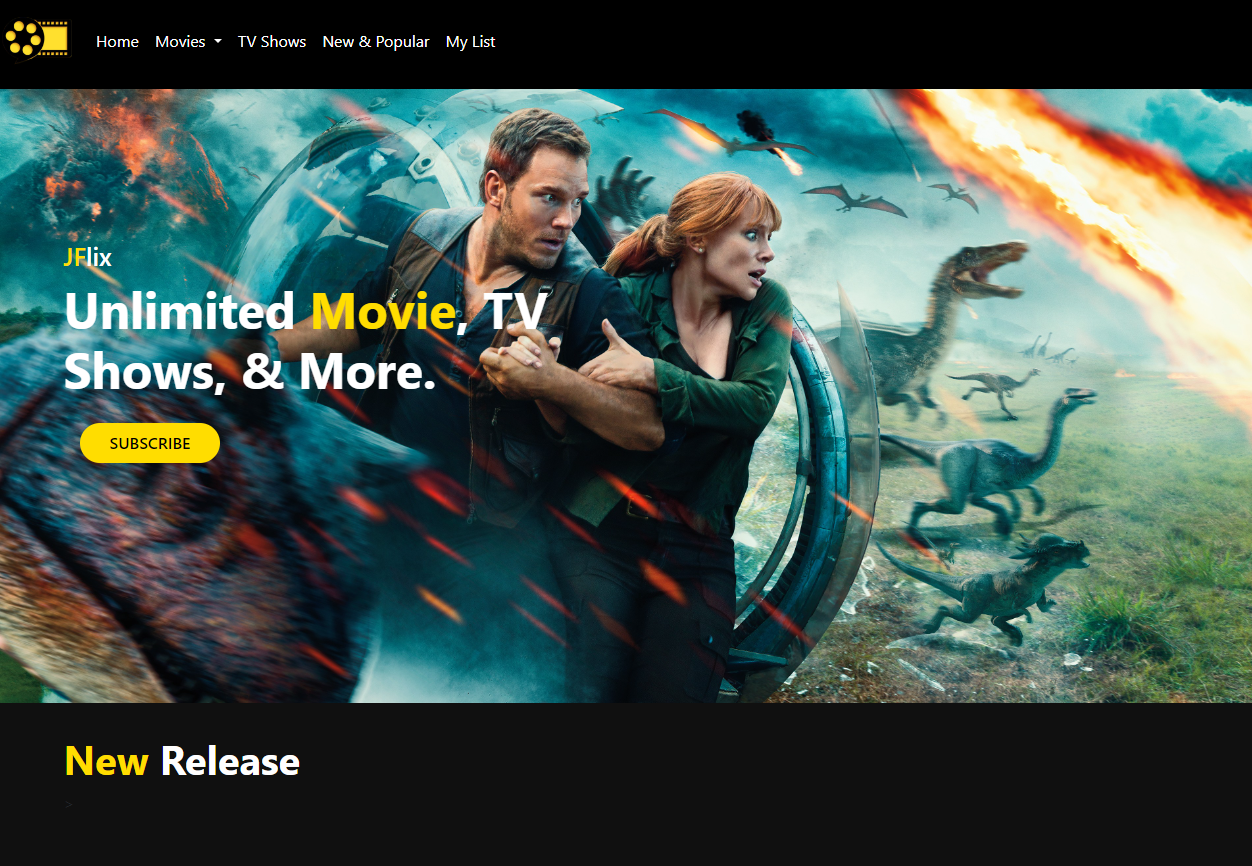 Home Movies TV Shows New & Popular My List
JFlix
Unlimited Movie, TV
Shows, & More.
SUBSCRIBE
New Release
>